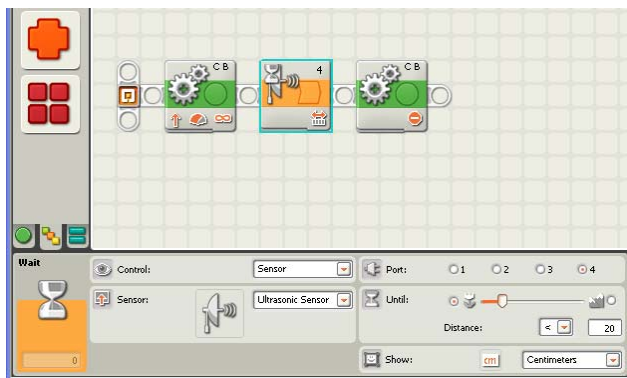 C B
4
C B
Wait
0
Control:
Sensor
Port:
1 2 3 4
Sensor:
Ultrasonic Sensor
Until:
Distance:
<
20
Show:
cm
Centimeters